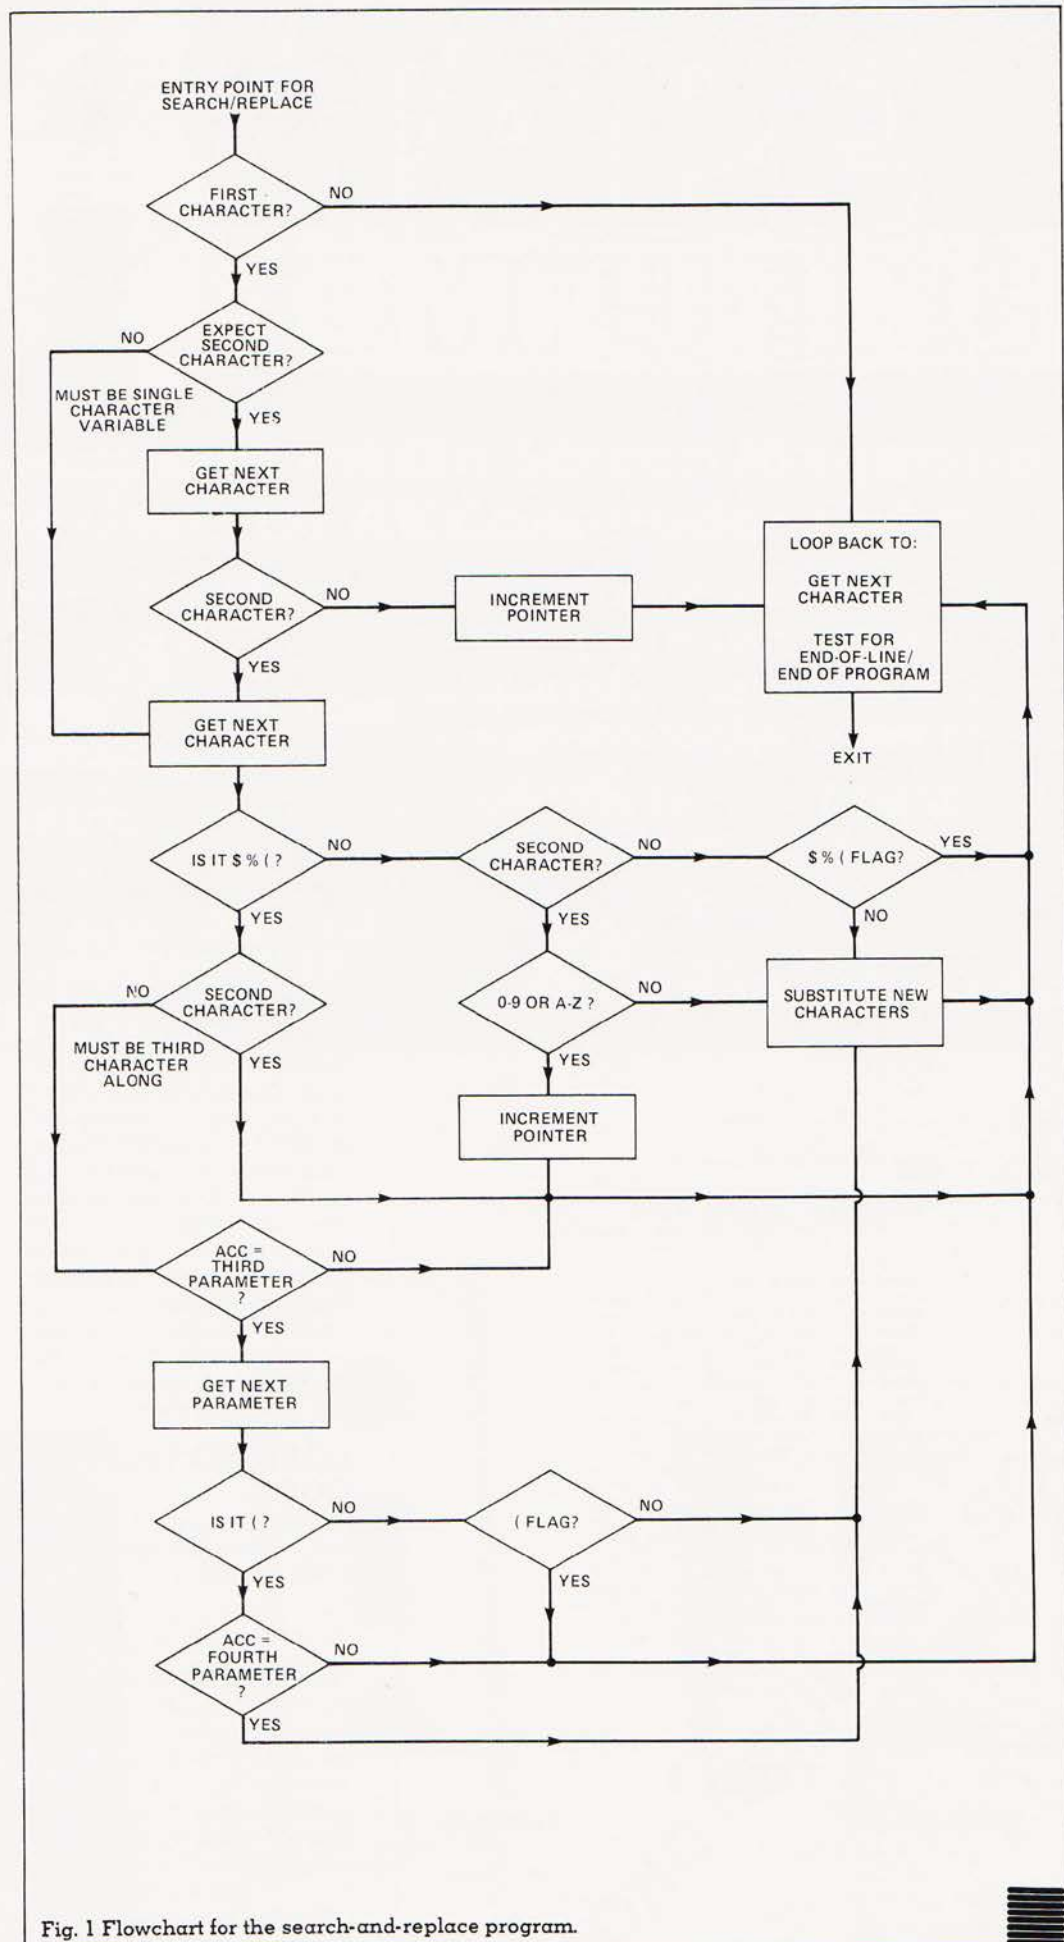 ENTRY POINT FOR
SEARCH/REPLACE
FIRST
CHARACTER?
NO
YES
EXPECT
SECOND
CHARACTER?
NO
MUST BE SINGLE
CHARACTER
VARIABLE
YES
GET NEXT
CHARACTER
LOOP BACK TO:
GET NEXT
CHARACTER
TEST FOR
END-OF-LINE/
END OF PROGRAM
SECOND
CHARACTER?
NO
INCREMENT
POINTER
YES
GET NEXT
CHARACTER
EXIT
IS IT $ % ( ?
NO
SECOND
CHARACTER?
NO
$ % ( FLAG?
YES
YES
YES
NO
NO
SECOND
CHARACTER?
0-9 OR A-Z ?
NO
SUBSTITUTE NEW
CHARACTERS
MUST BE THIRD
CHARACTER
ALONG
YES
YES
INCREMENT
POINTER
ACC =
THIRD
PARAMETER
?
NO
YES
GET NEXT
PARAMETER
IS IT ( ?
NO
( FLAG?
NO
YES
YES
ACC =
FOURTH
PARAMETER
?
NO
YES
Fig. 1 Flowchart for the search-and-replace program.